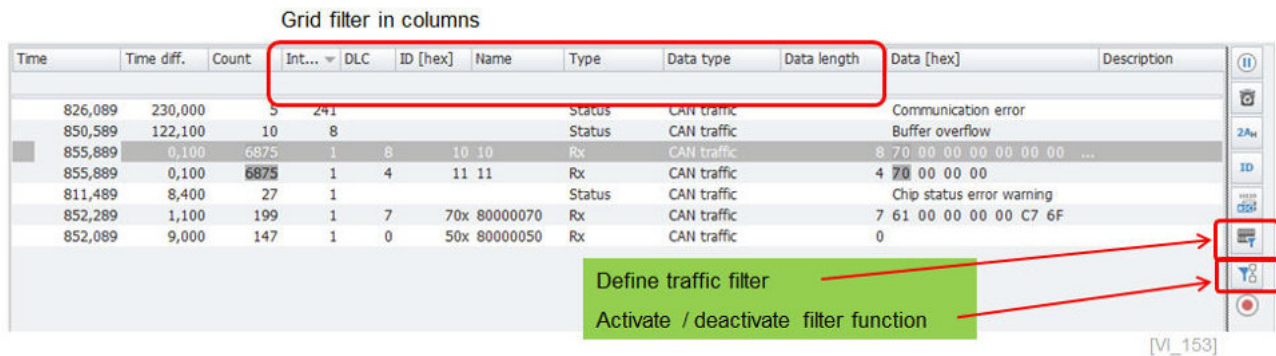 Grid filter in columns
Time Time diff. Count Int... DLC ID [hex] Name Type Data type Data length Data [hex] Description
826,089 230,000 5 241 Status CAN traffic Communication error
850,589 122,100 10 8 Status CAN traffic Buffer overflow
855,889 0,100 6875 1 8 10 10 Rx CAN traffic 8 70 00 00 00 00 00 00 ...
855,889 0,100 6875 1 4 11 11 Rx CAN traffic 4 70 00 00 00
811,489 8,400 27 1 Status CAN traffic Chip status error warning
852,289 1,100 199 1 7 70x 80000070 Rx CAN traffic 7 61 00 00 00 00 C7 6F
852,089 9,000 147 1 0 50x 80000050 Rx CAN traffic 0
2AH
ID
Define traffic filter
Activate / deactivate filter function
[VI_153]